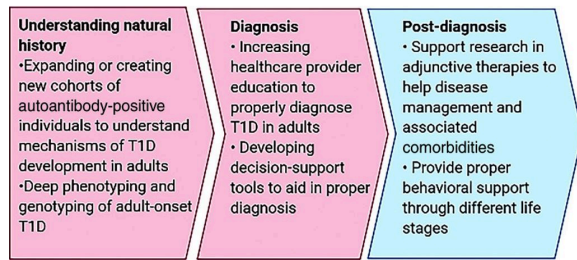 Understanding natural
history
•Expanding or creating
new cohorts of
autoantibody-positive
individuals to understand
mechanisms of T1D
development in adults
•Deep phenotyping and
genotyping of adult-onset
T1D
Diagnosis
• Increasing
healthcare provider
education to
properly diagnose
T1D in adults
• Developing
decision-support
tools to aid in proper
diagnosis
Post-diagnosis
• Support research in
adjunctive therapies to
help disease
management and
associated
comorbidities
• Provide proper
behavioral support
through different life
stages